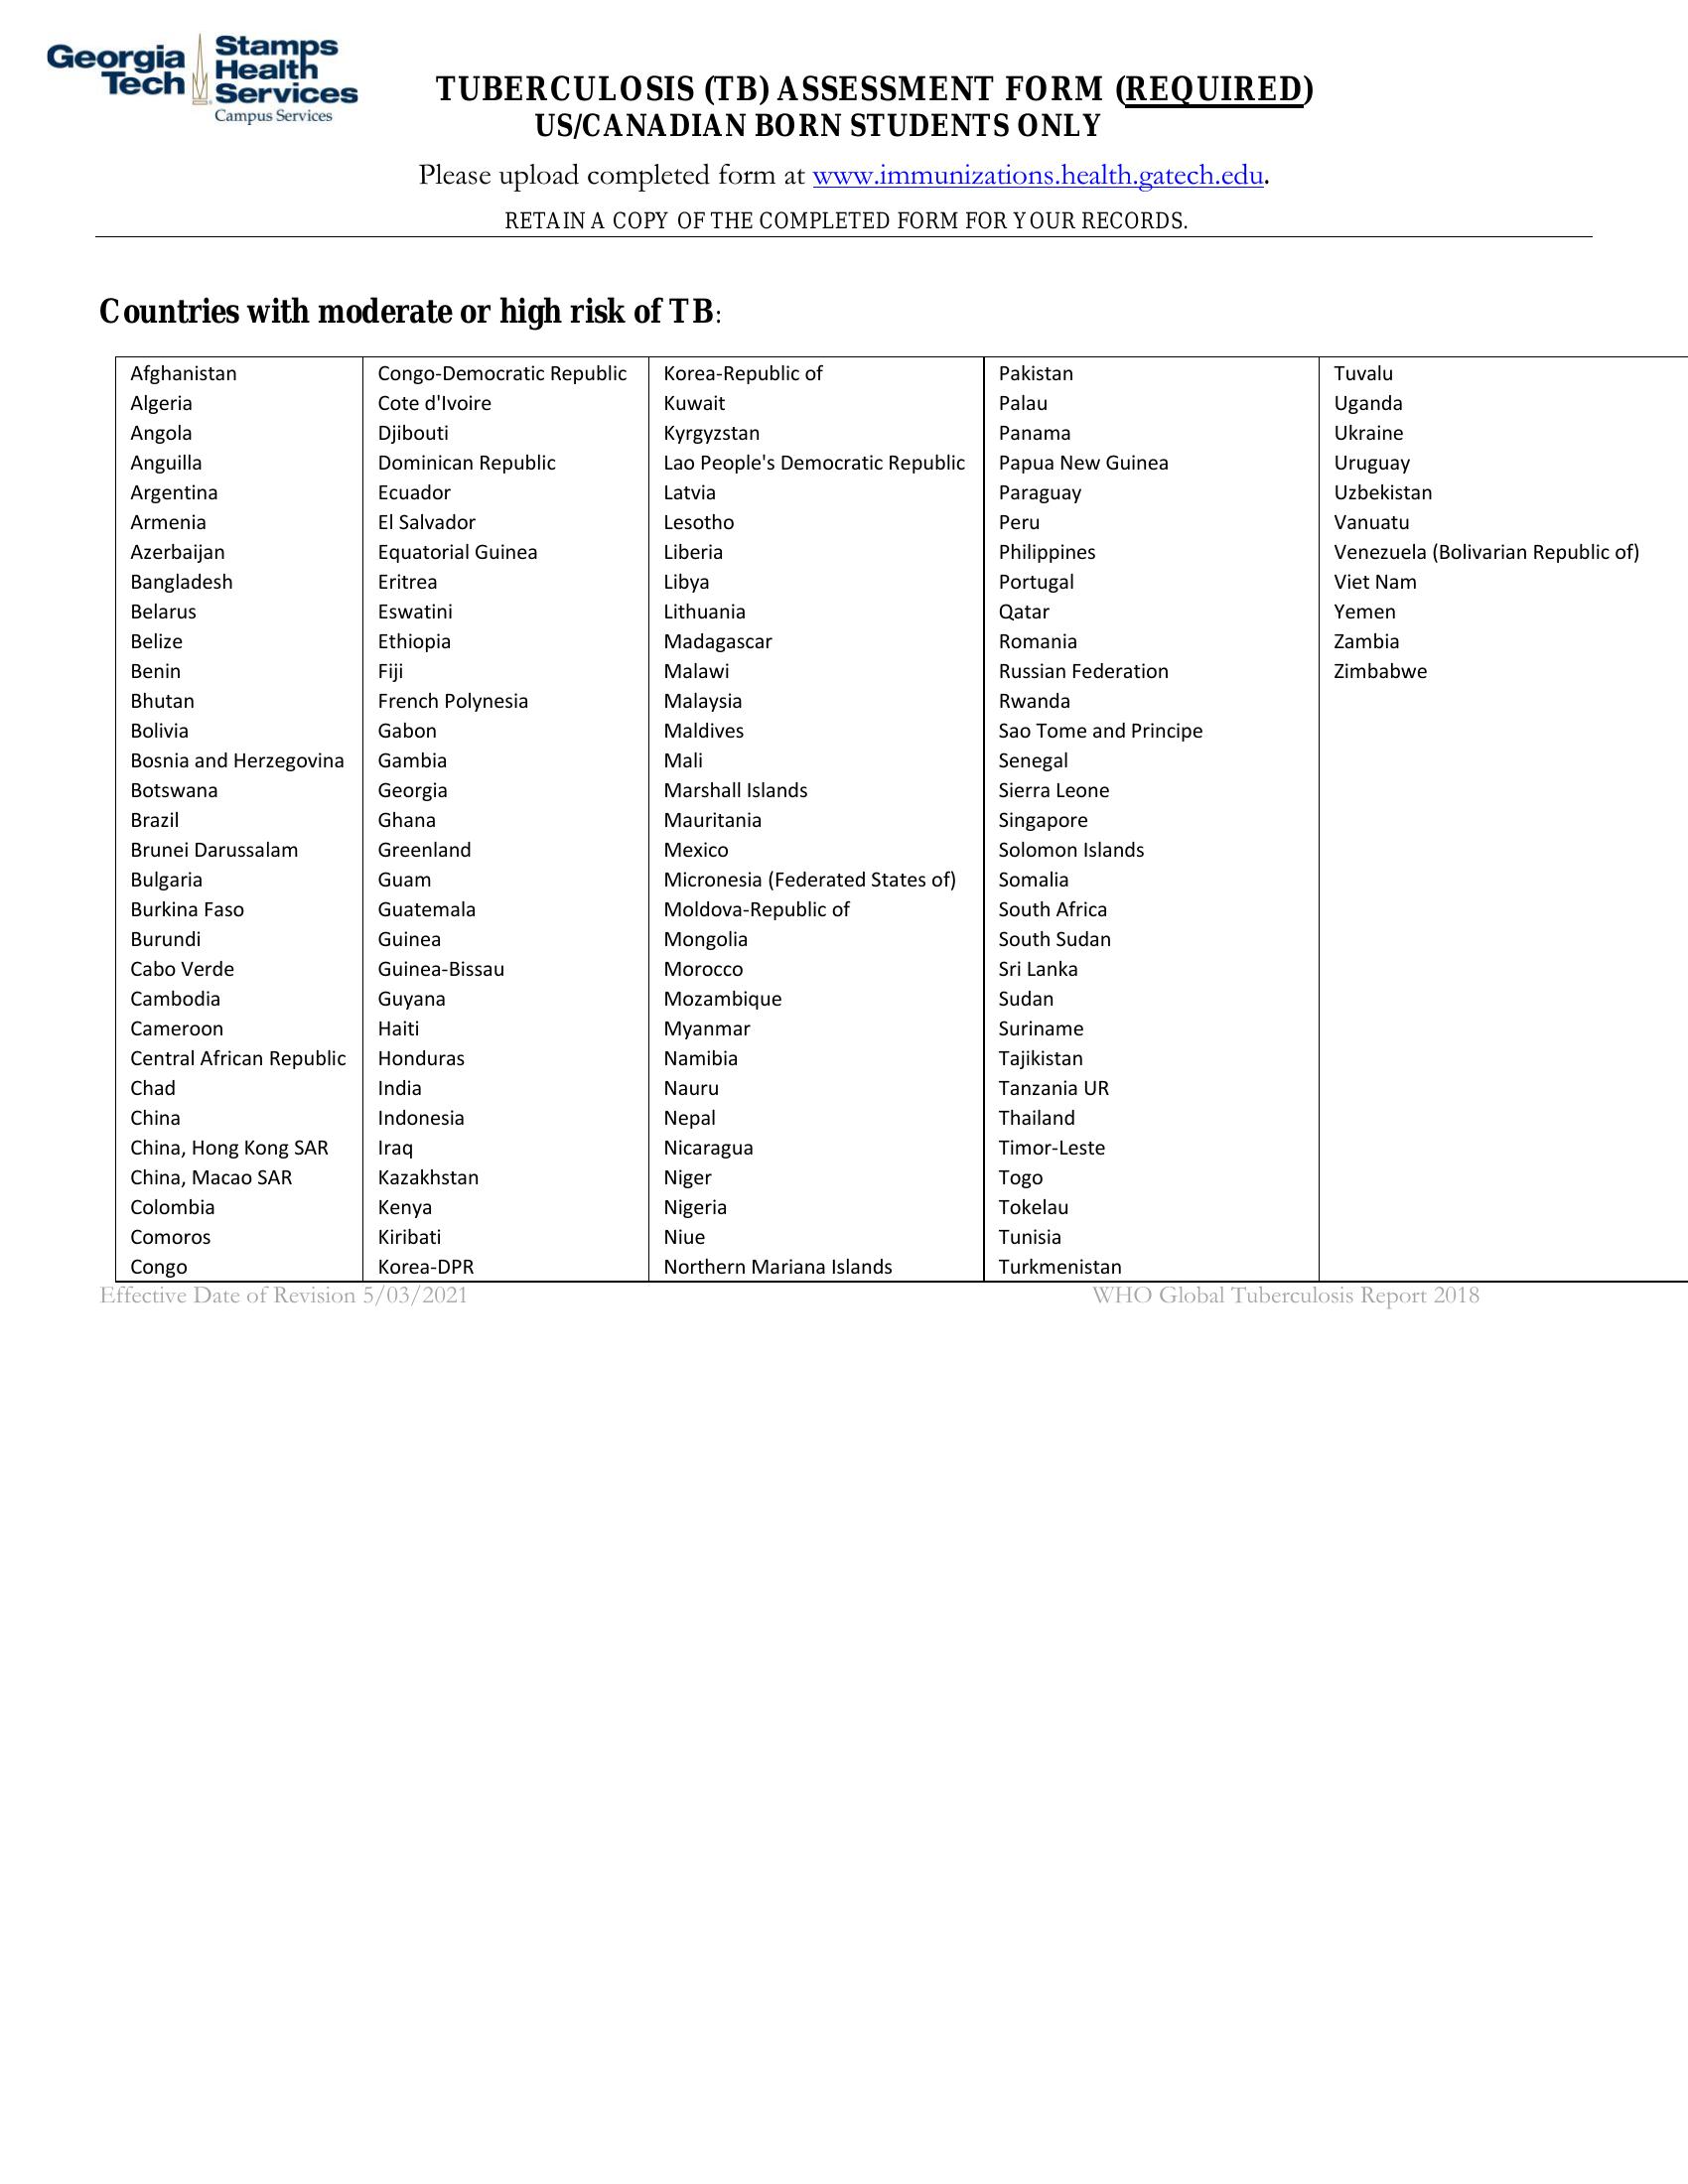 Georgia Tech
Stamps Health Services
Campus Services
TUBERCULOSIS (TB) ASSESSMENT FORM (REQUIRED)
US/CANADIAN BORN STUDENTS ONLY
Please upload completed form at www.immunizations.health.gatech.edu.
RETAIN A COPY OF THE COMPLETED FORM FOR YOUR RECORDS.
Countries with moderate or high risk of TB:
Afghanistan
Algeria
Angola
Anguilla
Argentina
Armenia
Azerbaijan
Bangladesh
Belarus
Belize
Benin
Bhutan
Bolivia
Bosnia and Herzegovina
Botswana
Brazil
Brunei Darussalam
Bulgaria
Burkina Faso
Burundi
Cabo Verde
Cambodia
Cameroon
Central African Republic
Chad
China
China, Hong Kong SAR
China, Macao SAR
Colombia
Comoros
Congo
Congo-Democratic Republic
Cote d'Ivoire
Djibouti
Dominican Republic
Ecuador
El Salvador
Equatorial Guinea
Eritrea
Eswatini
Ethiopia
Fiji
French Polynesia
Gabon
Gambia
Georgia
Ghana
Greenland
Guam
Guatemala
Guinea
Guinea-Bissau
Guyana
Haiti
Honduras
India
Indonesia
Iraq
Kazakhstan
Kenya
Kiribati
Korea-DPR
Korea-Republic of
Kuwait
Kyrgyzstan
Lao People's Democratic Republic
Latvia
Lesotho
Liberia
Libya
Lithuania
Madagascar
Malawi
Malaysia
Maldives
Mali
Marshall Islands
Mauritania
Mexico
Micronesia (Federated States of)
Moldova-Republic of
Mongolia
Morocco
Mozambique
Myanmar
Namibia
Nauru
Nepal
Nicaragua
Niger
Nigeria
Niue
Northern Mariana Islands
Pakistan
Palau
Panama
Papua New Guinea
Paraguay
Peru
Philippines
Portugal
Qatar
Romania
Russian Federation
Rwanda
Sao Tome and Principe
Senegal
Sierra Leone
Singapore
Solomon Islands
Somalia
South Africa
South Sudan
Sri Lanka
Sudan
Suriname
Tajikistan
Tanzania UR
Thailand
Timor-Leste
Togo
Tokelau
Tunisia
Turkmenistan
Tuvalu
Uganda
Ukraine
Uruguay
Uzbekistan
Vanuatu
Venezuela (Bolivarian Republic of)
Viet Nam
Yemen
Zambia
Zimbabwe
Effective Date of Revision 5/03/2021
WHO Global Tuberculosis Report 2018